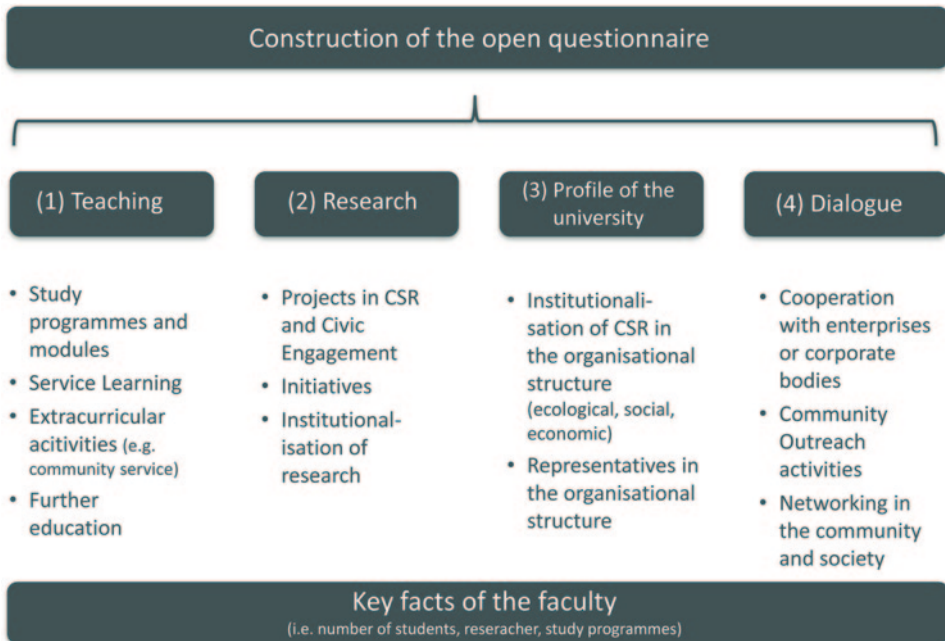 Construction of the open questionnaire
(1) Teaching
(2) Research
(3) Profile of the
university
(4) Dialogue
• Study
programmes and
modules
• Service Learning
• Extracurricular
acitivities (e.g.
community service)
• Further
education
• Projects in CSR
and Civic
Engagement
• Initiatives
• Institutional-
isation of
research
• Institutionali-
sation of CSR in
the organisational
structure
(ecological, social,
economic)
• Representatives in
the organisational
structure
• Cooperation
with enterprises
or corporate
bodies
• Community
Outreach
activities
• Networking in
the community
and society
Key facts of the faculty
(i.e. number of students, reseracher, study programmes)